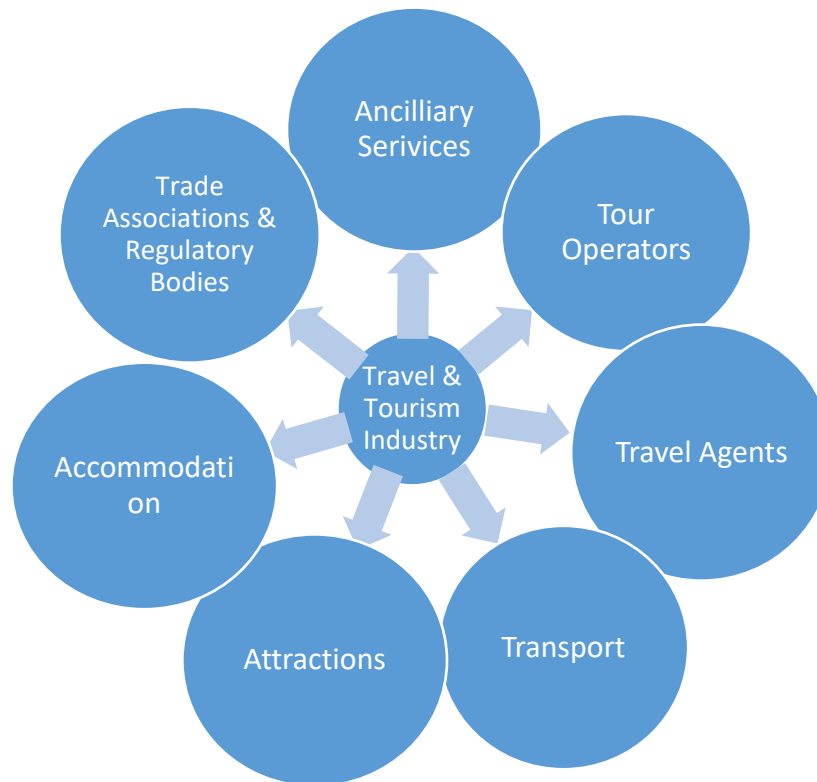 Ancilliary
Serivices
Tour
Operators
Travel Agents
Transport
Attractions
Accommodati
on
Trade
Associations &
Regulatory
Bodies
Travel &
Tourism
Industry